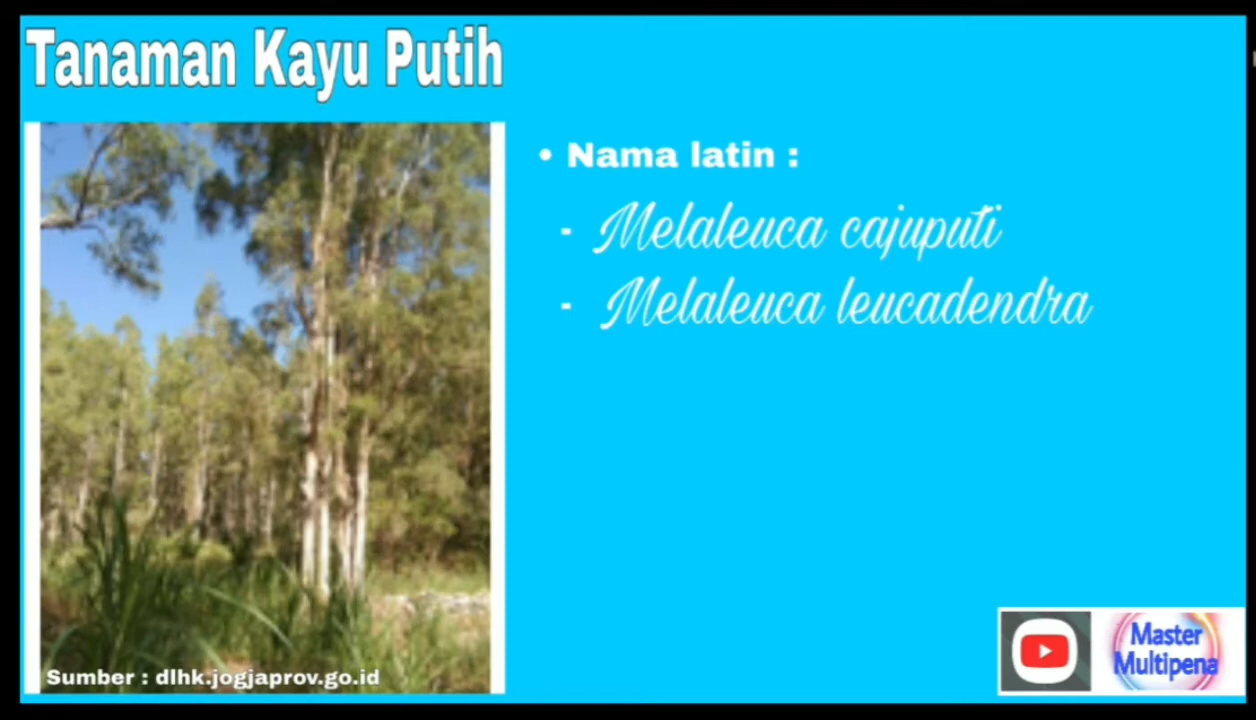 Tanaman Kayu Putih
• Nama latin :
- Melaleuca cajuputi
- Melaleuca leucadendra
Sumber : dlhk.jogjaprov.go.id
Master
Multipena